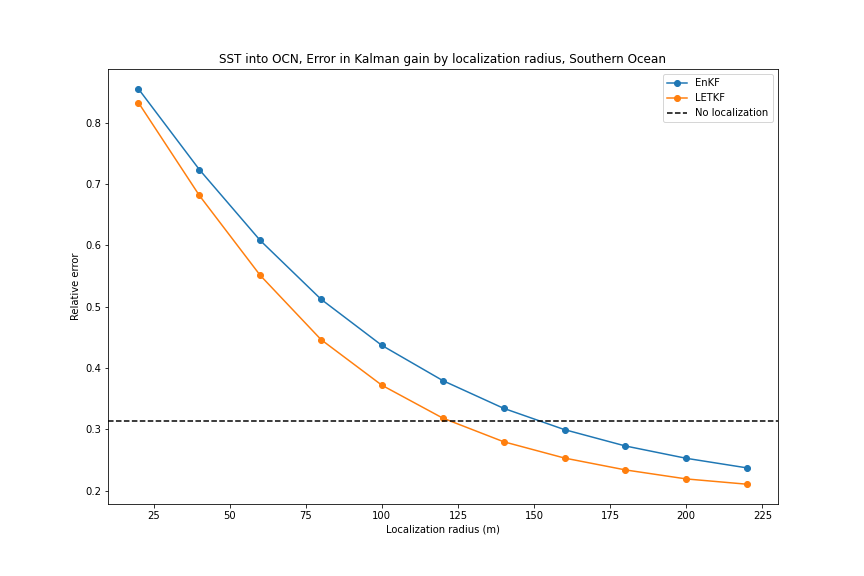 SST into OCN, Error in Kalman gain by localization radius, Southern Ocean
EnKF
LETKF
No localization
Relative error
0.8
0.7
0.6
0.5
0.4
0.3
0.2
25 50 75 100 125 150 175 200 225
Localization radius (m)